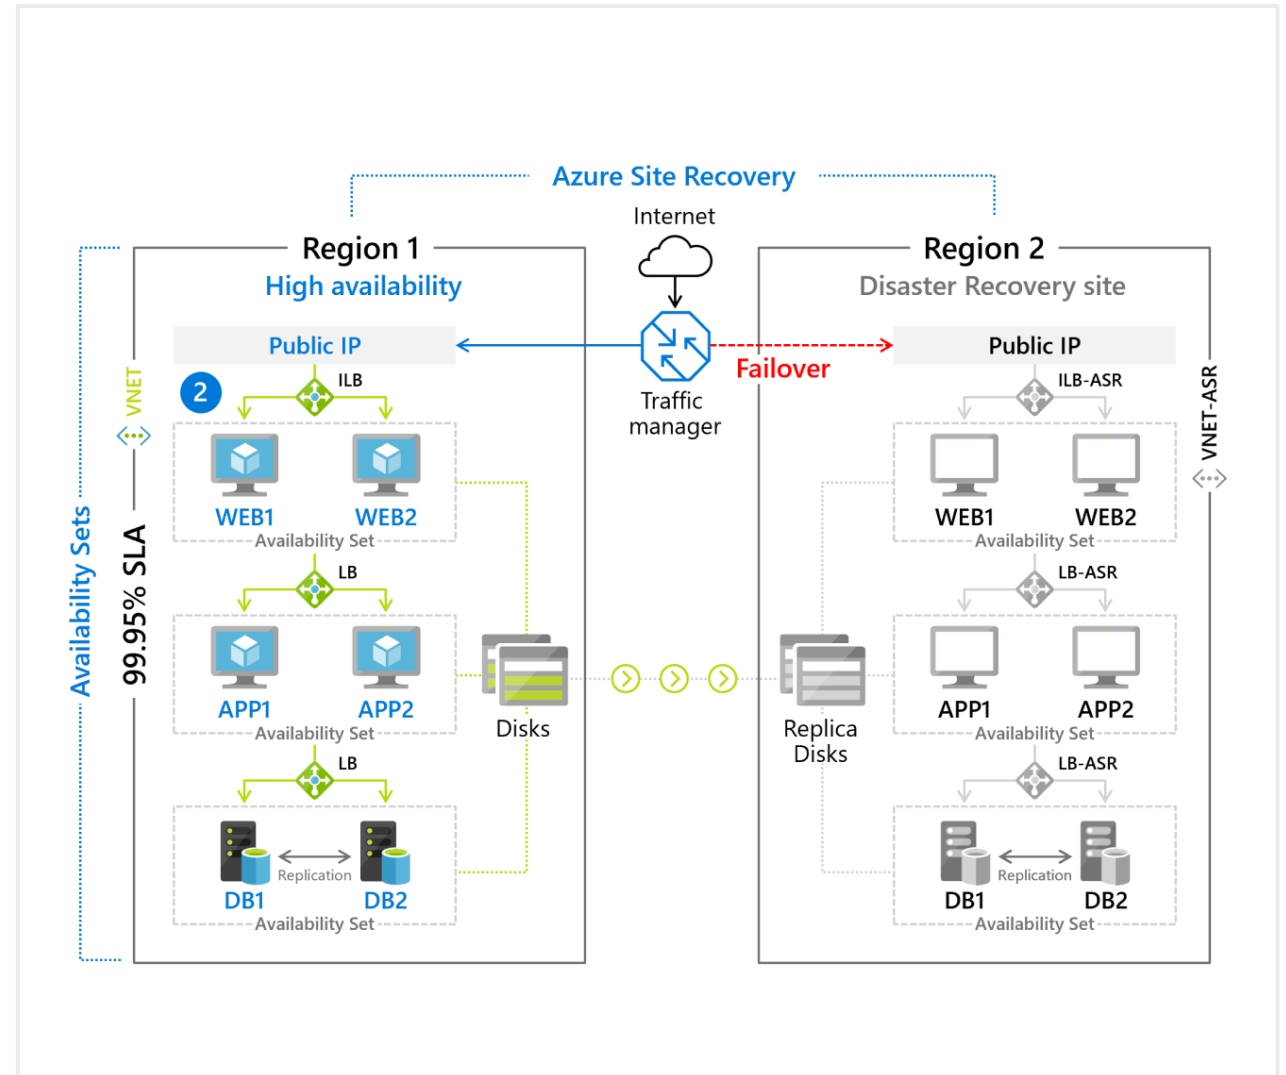 Azure Site Recovery
Internet
Traffic
manager
Failover
Availability Sets
99.95% SLA
VNET
Region 1
High availability
Public IP
2
ILB
WEB1
WEB2
Availability Set
LB
APP1
APP2
Availability Set
LB
Replication
DB1
DB2
Availability Set
Disks
Replica
Disks
Region 2
Disaster Recovery site
Public IP
ILB-ASR
WEB1
WEB2
Availability Set
LB-ASR
APP1
APP2
Availability Set
LB-ASR
Replication
DB1
DB2
Availability Set
VNET-ASR